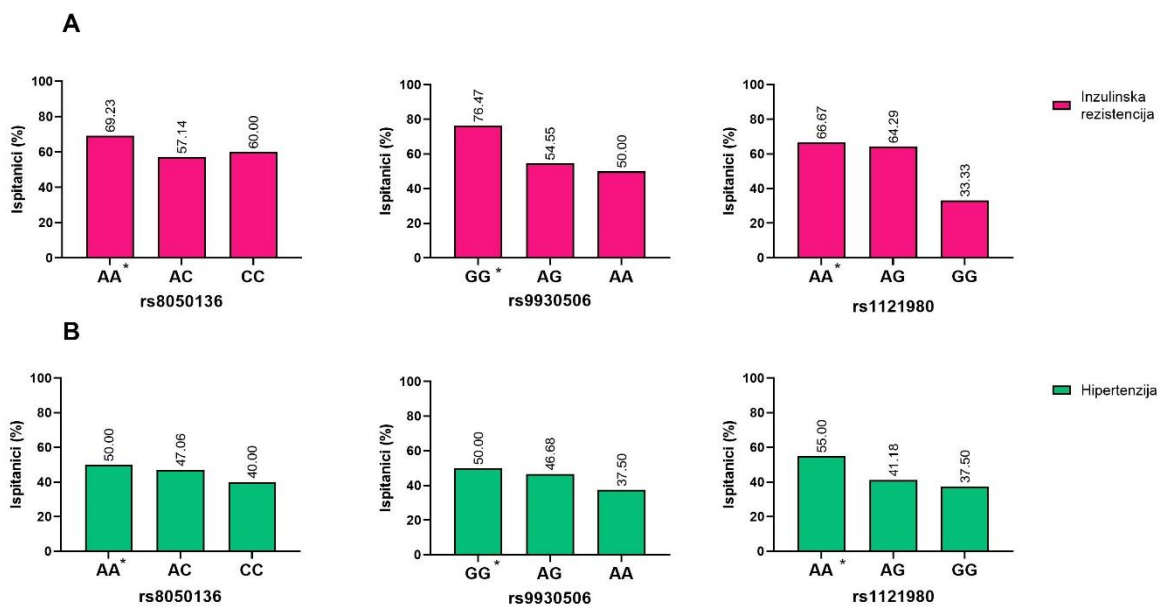 A
100
80
60
40
20
0
Ispitanici (%)
69.23
57.14
60.00
AA*
AC
CC
rs8050136
100
80
60
40
20
0
Ispitanici (%)
76.47
54.55
50.00
GG *
AG
AA
rs9930506
100
80
60
40
20
0
Ispitanici (%)
66.67
64.29
33.33
AA *
AG
GG
rs1121980
Inzulinska
rezistencija
B
100
80
60
40
20
0
Ispitanici (%)
50.00
47.06
40.00
AA*
AC
CC
rs8050136
100
80
60
40
20
0
Ispitanici (%)
50.00
46.68
37.50
GG *
AG
AA
rs9930506
100
80
60
40
20
0
Ispitanici (%)
55.00
41.18
37.50
AA *
AG
GG
rs1121980
Hipertenzija